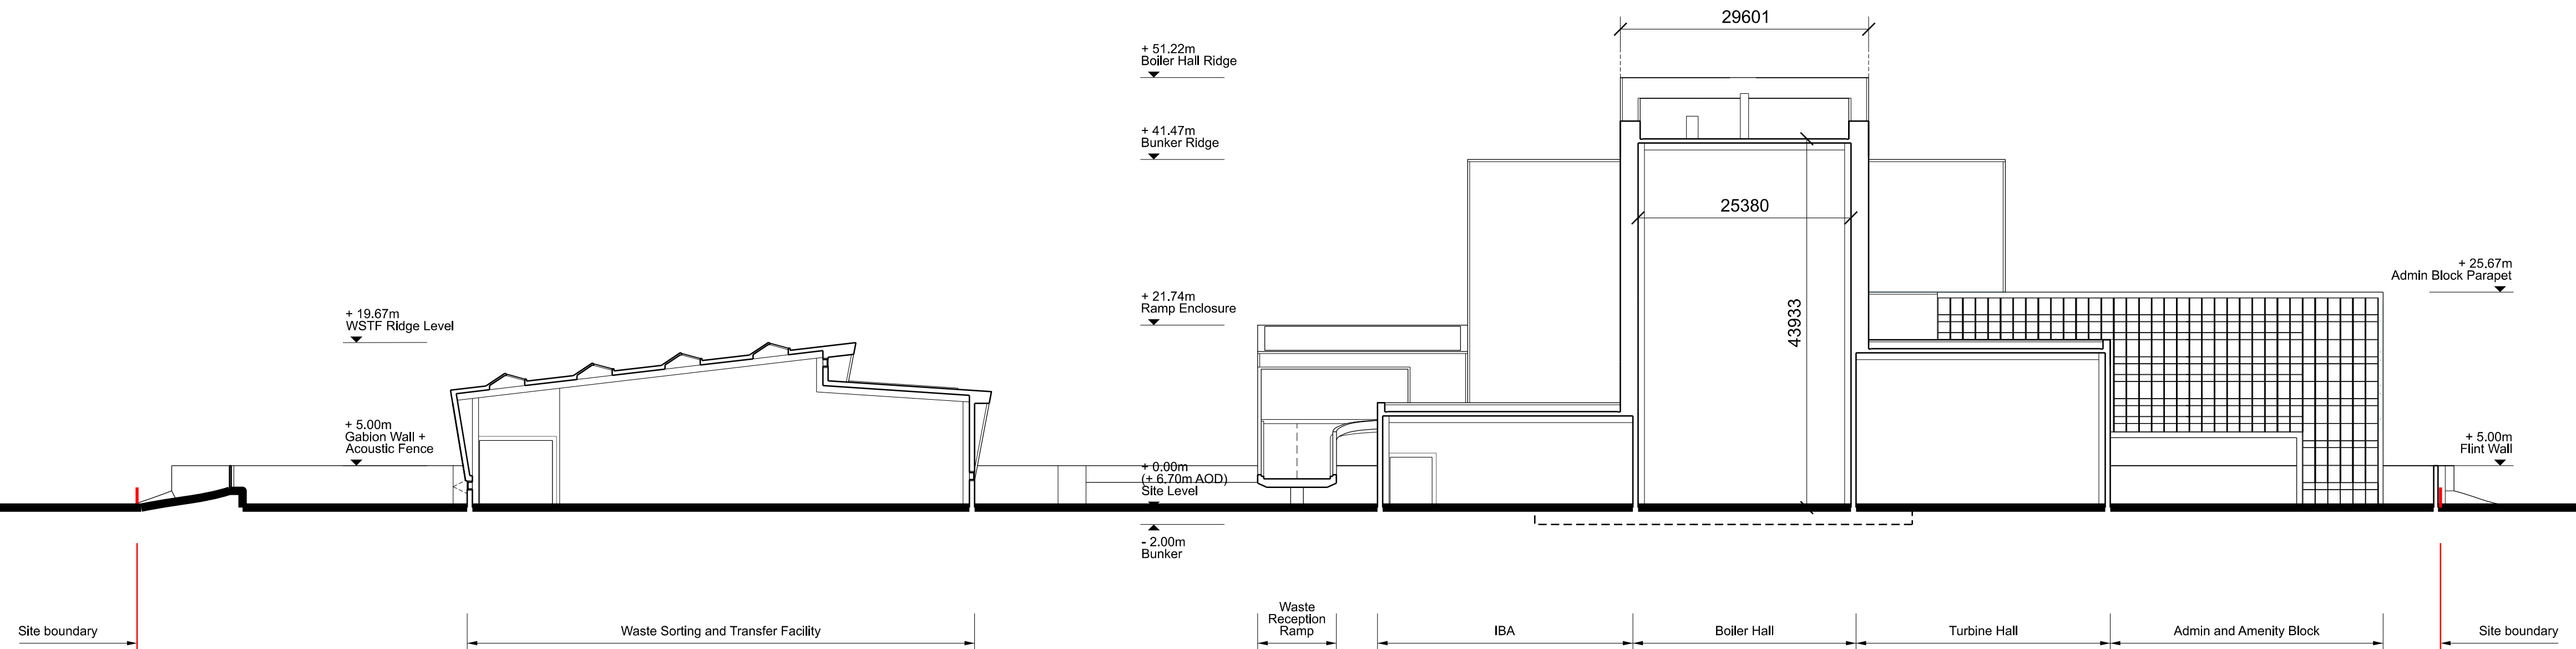 29601
+ 51.22m
Boiler Hall Ridge
+ 41.47m
Bunker Ridge
25380
+ 25.67m
Admin Block Parapet
+ 21.74m
Ramp Enclosure
43933
+ 19.67m
WSTF Ridge Level
+ 5.00m
Gabion Wall +
Acoustic Fence
+ 5.00m
Flint Wall
+ 0.00m
(+ 6.70m AOD)
Site Level
- 2.00m
Bunker
Site boundary
Waste Sorting and Transfer Facility
Waste
Reception
Ramp
IBA
Boiler Hall
Turbine Hall
Admin and Amenity Block
Site boundary